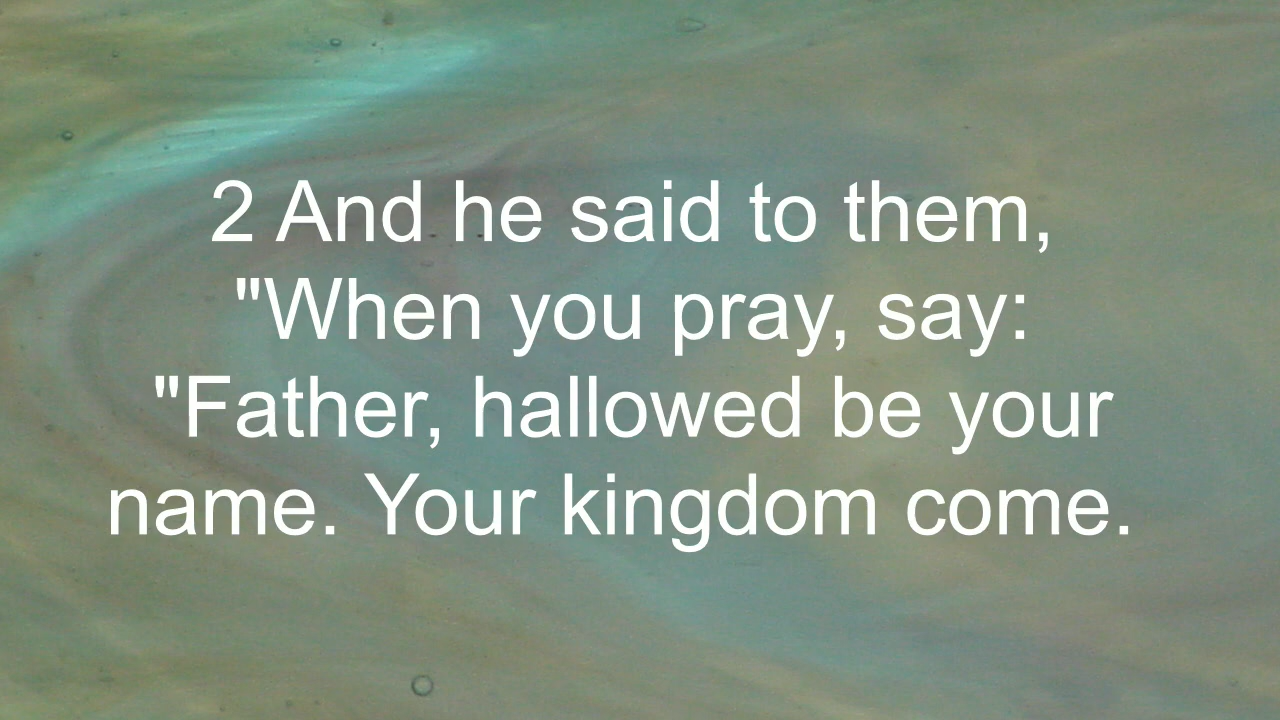 2 And he said to them,
"When you pray, say:
"Father, hallowed be your
name. Your kingdom come.